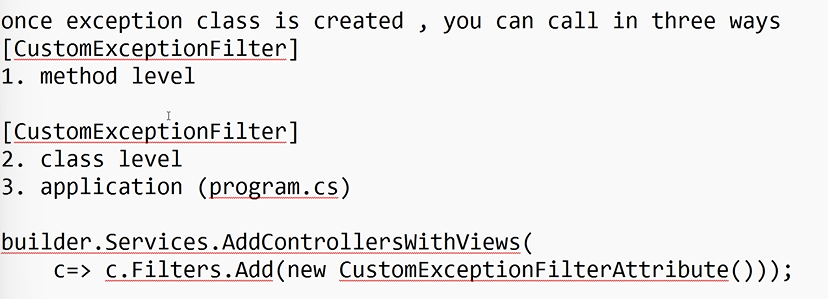 once exception class is created , you can call in three ways
[CustomExceptionFilter]
1. method level
[CustomExceptionFilter]
2. class level
3. application (program.cs)
builder.Services.AddControllersWithViews(
c=> c.Filters.Add(new CustomExceptionFilterAttribute()));